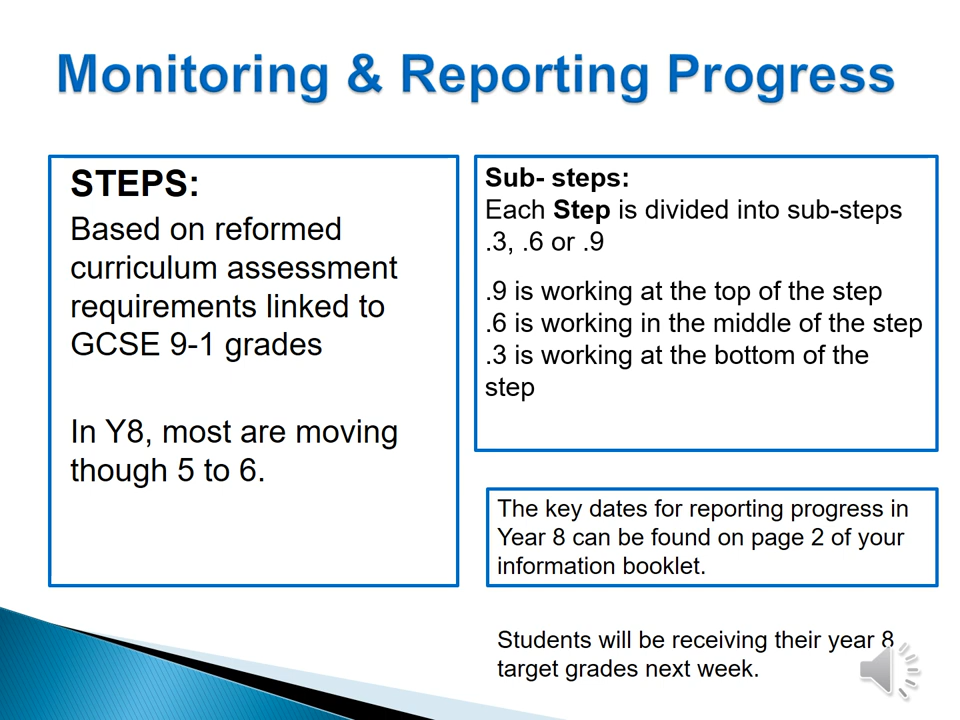 Monitoring & Reporting Progress
STEPS:
Based on reformed
curriculum assessment
requirements linked to
GCSE 9-1 grades
In Y8, most are moving
though 5 to 6.
Sub- steps:
Each Step is divided into sub-steps
.3, .6 or .9
.9 is working at the top of the step
.6 is working in the middle of the step
.3 is working at the bottom of the
step
The key dates for reporting progress in
Year 8 can be found on page 2 of your
information booklet.
Students will be receiving their year 8
target grades next week.